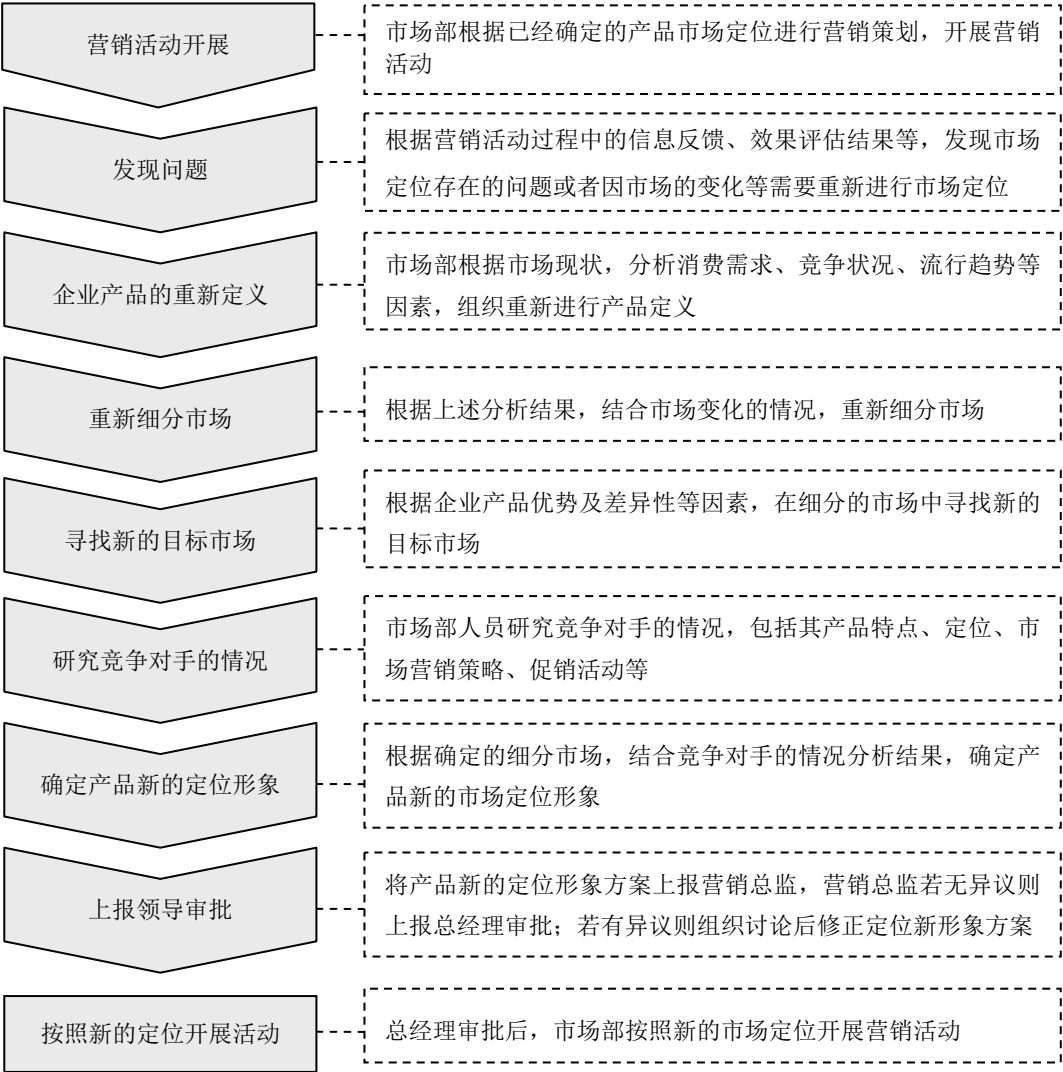 营销活动开展
市场部根据已经确定的产品市场定位进行营销策划，开展营销
活动
发现问题
根据营销活动过程中的信息反馈、效果评估结果等，发现市场
定位存在的问题或者因市场的变化等需要重新进行市场定位
企业产品的重新定义
市场部根据市场现状，分析消费需求、竞争状况、流行趋势等
因素，组织重新进行产品定义
重新细分市场
根据上述分析结果，结合市场变化的情况，重新细分市场
寻找新的目标市场
根据企业产品优势及差异性等因素，在细分的市场中寻找新的
目标市场
研究竞争对手的情况
市场部人员研究竞争对手的情况，包括其产品特点、定位、市
场营销策略、促销活动等
确定产品新的定位形象
根据确定的细分市场，结合竞争对手的情况分析结果，确定产
品新的市场定位形象
上报领导审批
将产品新的定位形象方案上报营销总监，营销总监若无异议则
上报总经理审批；若有异议则组织讨论后修正定位新形象方案
按照新的定位开展活动
总经理审批后，市场部按照新的市场定位开展营销活动